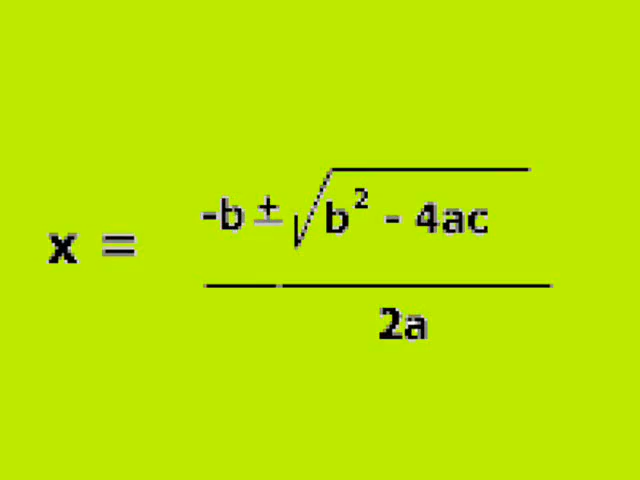 x = -b ± √b² - 4ac
2a